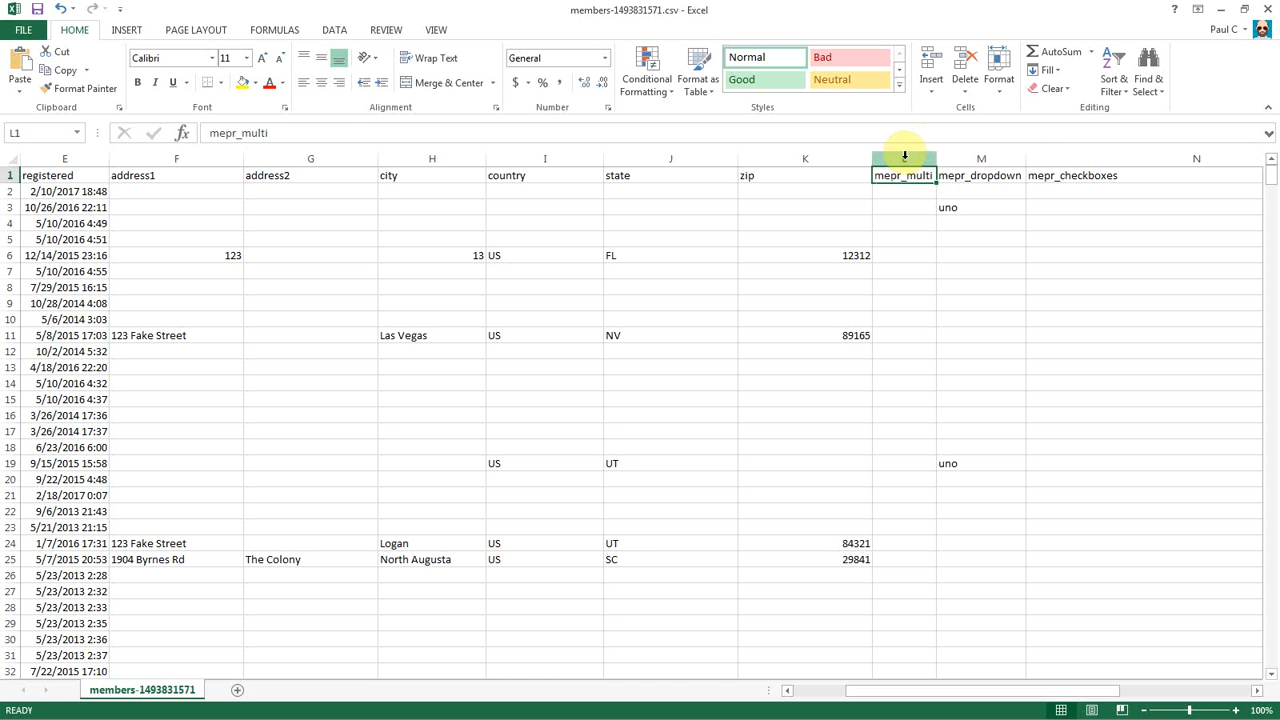 members-1493831571.csv - Excel
FILE HOME INSERT PAGE LAYOUT FORMULAS DATA REVIEW VIEW Paul C
Paste Cut Copy Format Painter
Calibri 11 B I U A A A
Wrap Text Merge & Center
General $ % ,
Conditional Formatting Format as Table
Normal Bad Good Neutral
Insert Delete Format
AutoSum Fill Clear Sort & Filter Find & Select
Clipboard Font Alignment Number Styles Cells Editing
L1 fx mepr_multi
E F G H I J K L M N
1 registered address1 address2 city country state zip mepr_multi mepr_dropdown mepr_checkboxes
2 2/10/2017 18:48
3 10/26/2016 22:11 uno
4 5/10/2016 4:49
5 5/10/2016 4:51
6 12/14/2015 23:16 123 13 US FL 12312
7 5/10/2016 4:55
8 7/29/2015 16:15
9 10/28/2014 4:08
10 5/6/2014 3:03
11 5/8/2015 17:03 123 Fake Street Las Vegas US NV 89165
12 10/2/2014 5:32
13 4/18/2016 22:20
14 5/10/2016 4:32
15 5/10/2016 4:37
16 3/26/2014 17:36
17 3/26/2014 17:37
18 6/23/2016 6:00
19 9/15/2015 15:58 US UT uno
20 9/22/2015 4:48
21 2/18/2017 0:07
22 9/6/2013 21:43
23 5/21/2013 21:15
24 1/7/2016 17:31 123 Fake Street Logan US UT 84321
25 5/7/2015 20:53 1904 Byrnes Rd The Colony North Augusta US SC 29841
26 5/23/2013 2:28
27 5/23/2013 2:32
28 5/23/2013 2:33
29 5/23/2013 2:35
30 5/23/2013 2:36
31 5/23/2013 2:37
32 7/22/2015 17:10
members-1493831571
READY 100%